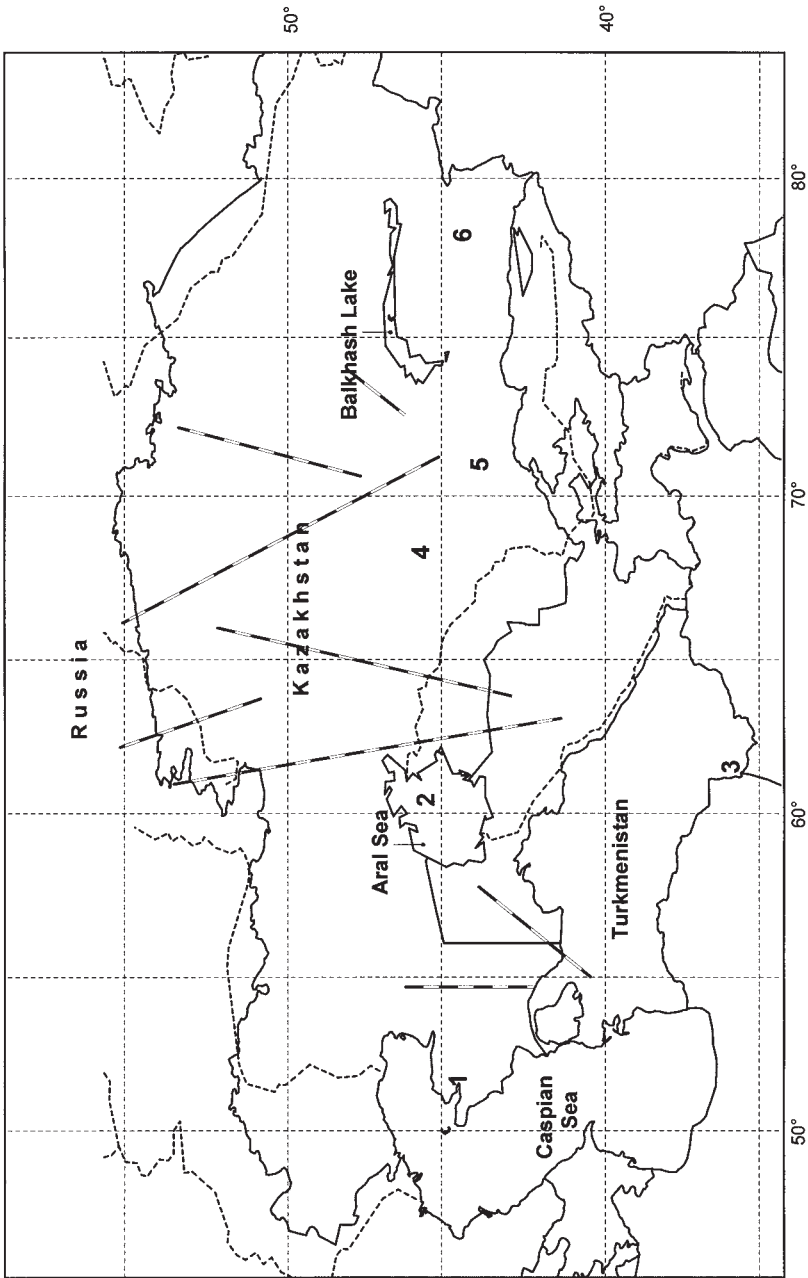 50°
40°
80°
70°
60°
50°
Russia
Kazakhstan
Balkhash Lake
Aral Sea
Caspian
Sea
Turkmenistan
1
2
3
4
5
6